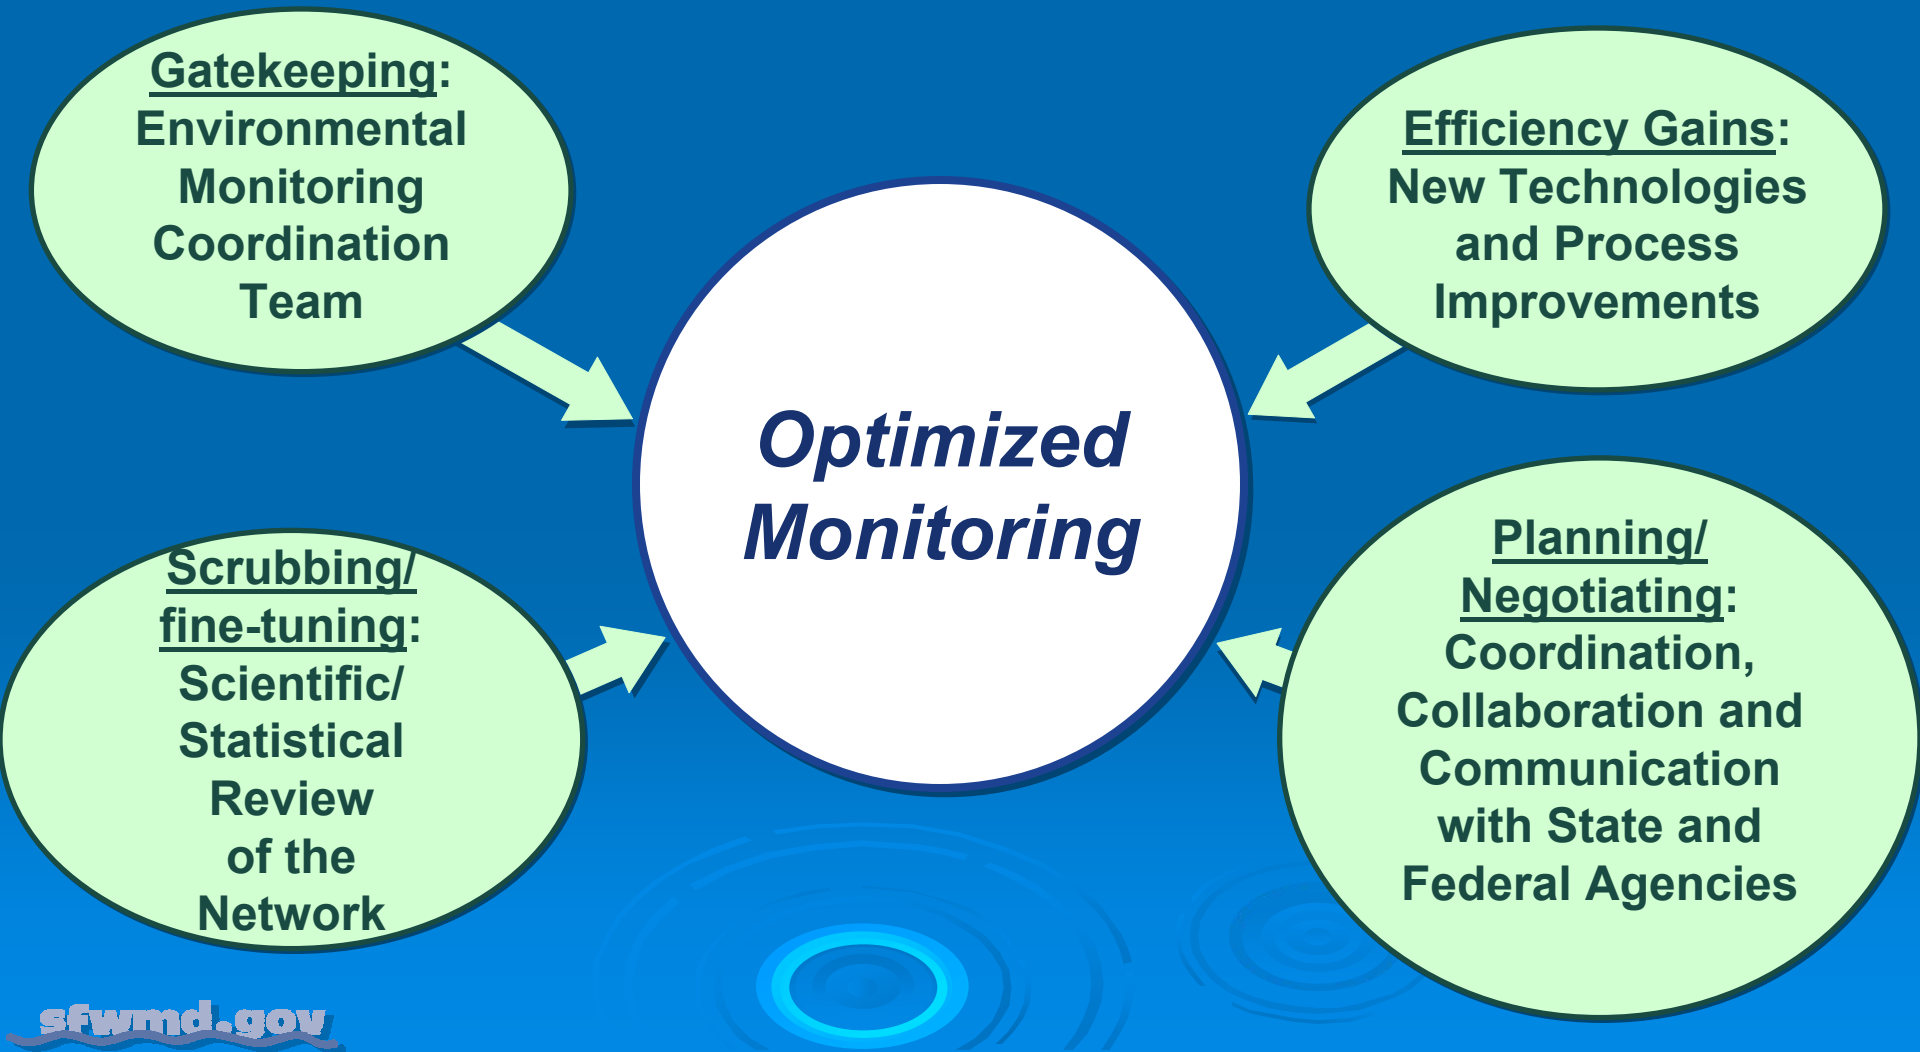 Gatekeeping:
Environmental
Monitoring
Coordination
Team
Efficiency Gains:
New Technologies
and Process
Improvements
Optimized
Monitoring
Scrubbing/
fine-tuning:
Scientific/
Statistical
Review
of the
Network
Planning/
Negotiating:
Coordination,
Collaboration and
Communication
with State and
Federal Agencies
sfwmd.gov